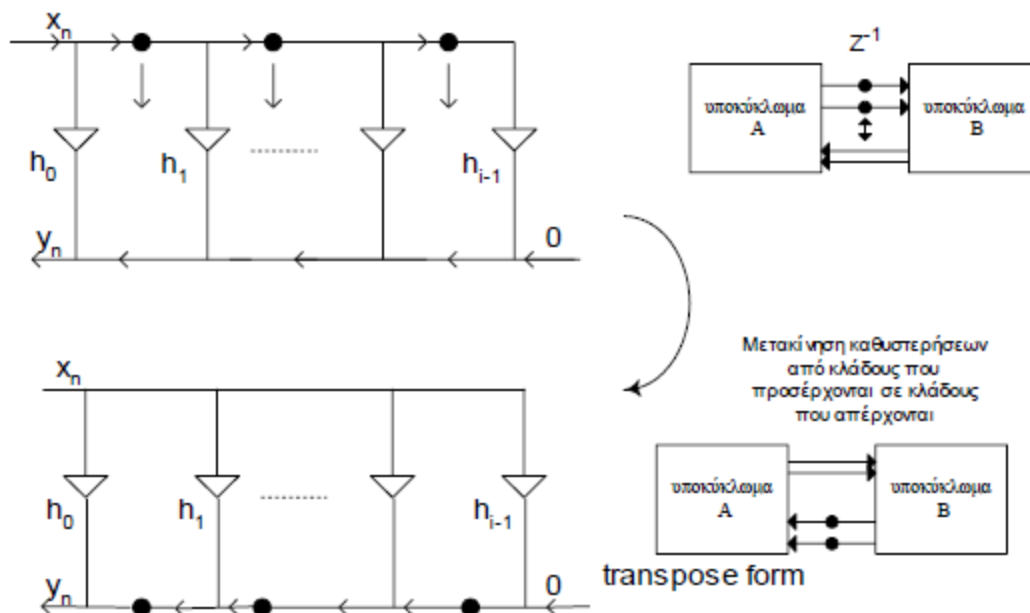 xₙ
h₀
h₁
hᵢ₋₁
yₙ
0
Z⁻¹
υποκύκλωμα
A
υποκύκλωμα
B
Μετακίνηση καθυστερήσεων
από κλάδους που
προσέρχονται σε κλάδους
που απέρχονται
xₙ
h₀
h₁
hᵢ₋₁
yₙ
0
υποκύκλωμα
A
υποκύκλωμα
B
transpose form